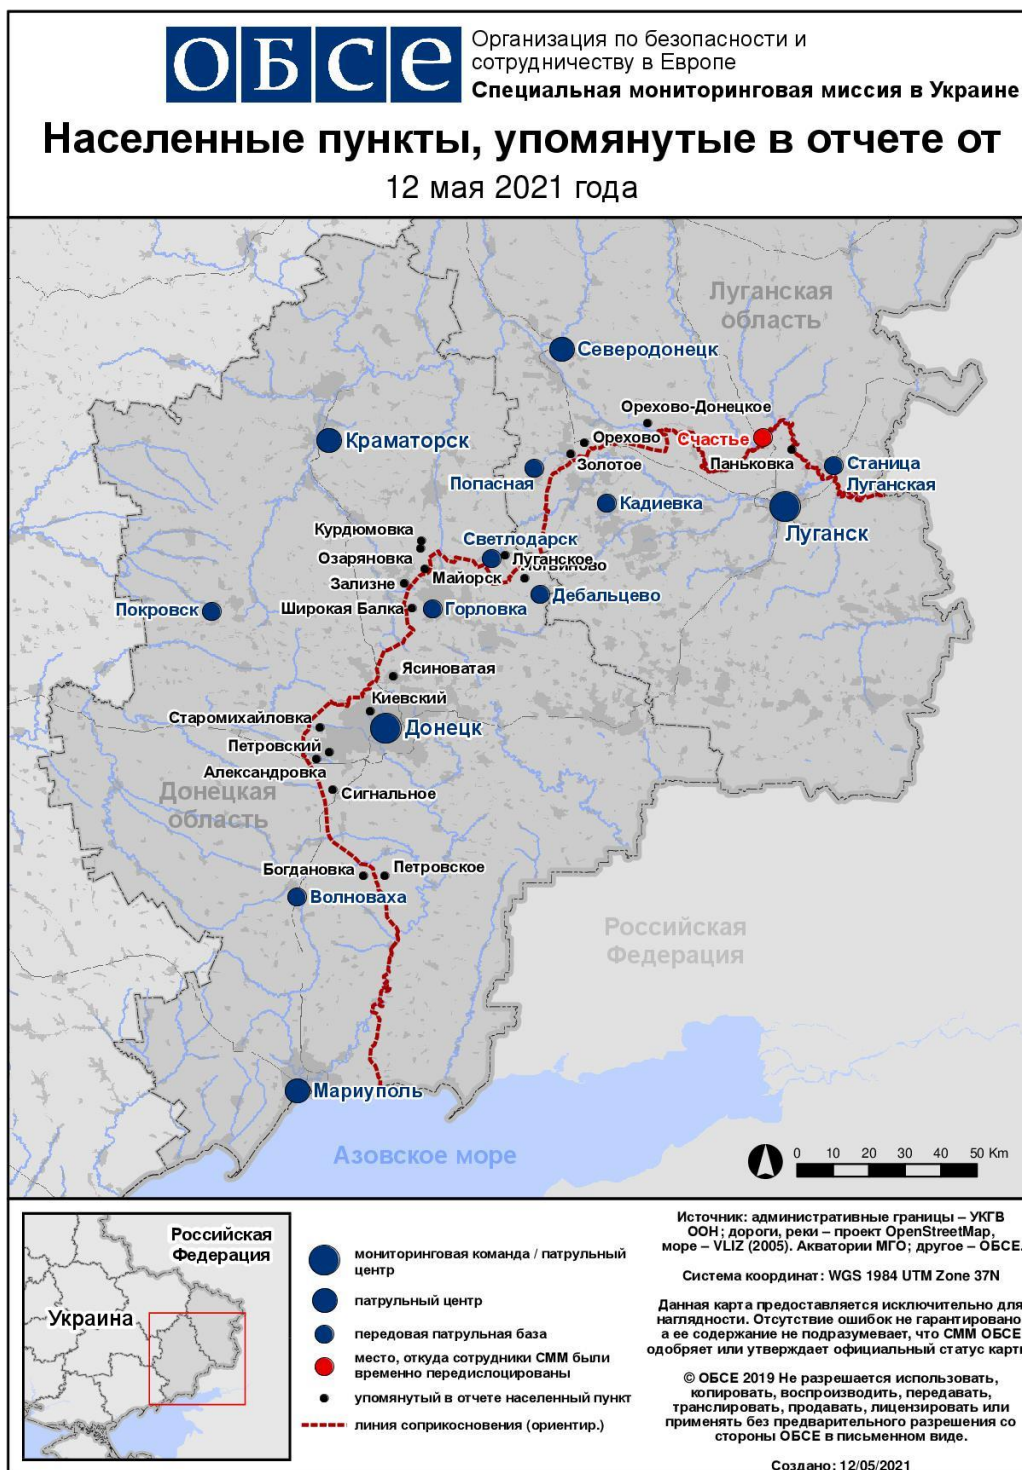 ОБСЕ
Организация по безопасности и
сотрудничеству в Европе
Специальная мониторинговая миссия в Украине
Населенные пункты, упомянутые в отчете от
12 мая 2021 года
Луганская
область
Северодонецк
Орехово-Донецкое
Краматорск
Орехово
Счастье
Золотое
Паньковка
Станица
Луганская
Попасная
Кадиевка
Луганск
Курдюмовка
Светлодарск
Озаряновка
Луганское
Майорск
Зализне
Дебальцево
Покровск
Широкая Балка
Горловка
Ясиноватая
Киевский
Старомихайловка
Донецк
Петровский
Александровка
Донецкая
область
Сигнальное
Богдановка
Петровское
Волноваха
Российская
Федерация
Мариуполь
Азовское море
0 10 20 30 40 50 Km
Российская
Федерация
Украина
мониторинговая команда / патрульный
центр
патрульный центр
передовая патрульная база
место, откуда сотрудники СММ были
временно передислоцированы
упомянутый в отчете населенный пункт
линия соприкосновения (ориентир.)
Источник: административные границы – УКГВ
ООН; дороги, реки – проект OpenStreetMap,
море – VLIZ (2005). Акватории МГО; другое – ОБСЕ.
Система координат: WGS 1984 UTM Zone 37N
Данная карта предоставляется исключительно для
наглядности. Отсутствие ошибок не гарантировано,
а ее содержание не подразумевает, что СММ ОБСЕ
одобряет или утверждает официальный статус карты
© ОБСЕ 2019 Не разрешается использовать,
копировать, воспроизводить, передавать,
транслировать, продавать, лицензировать или
применять без предварительного разрешения со
стороны ОБСЕ в письменном виде.
Создано: 12/05/2021